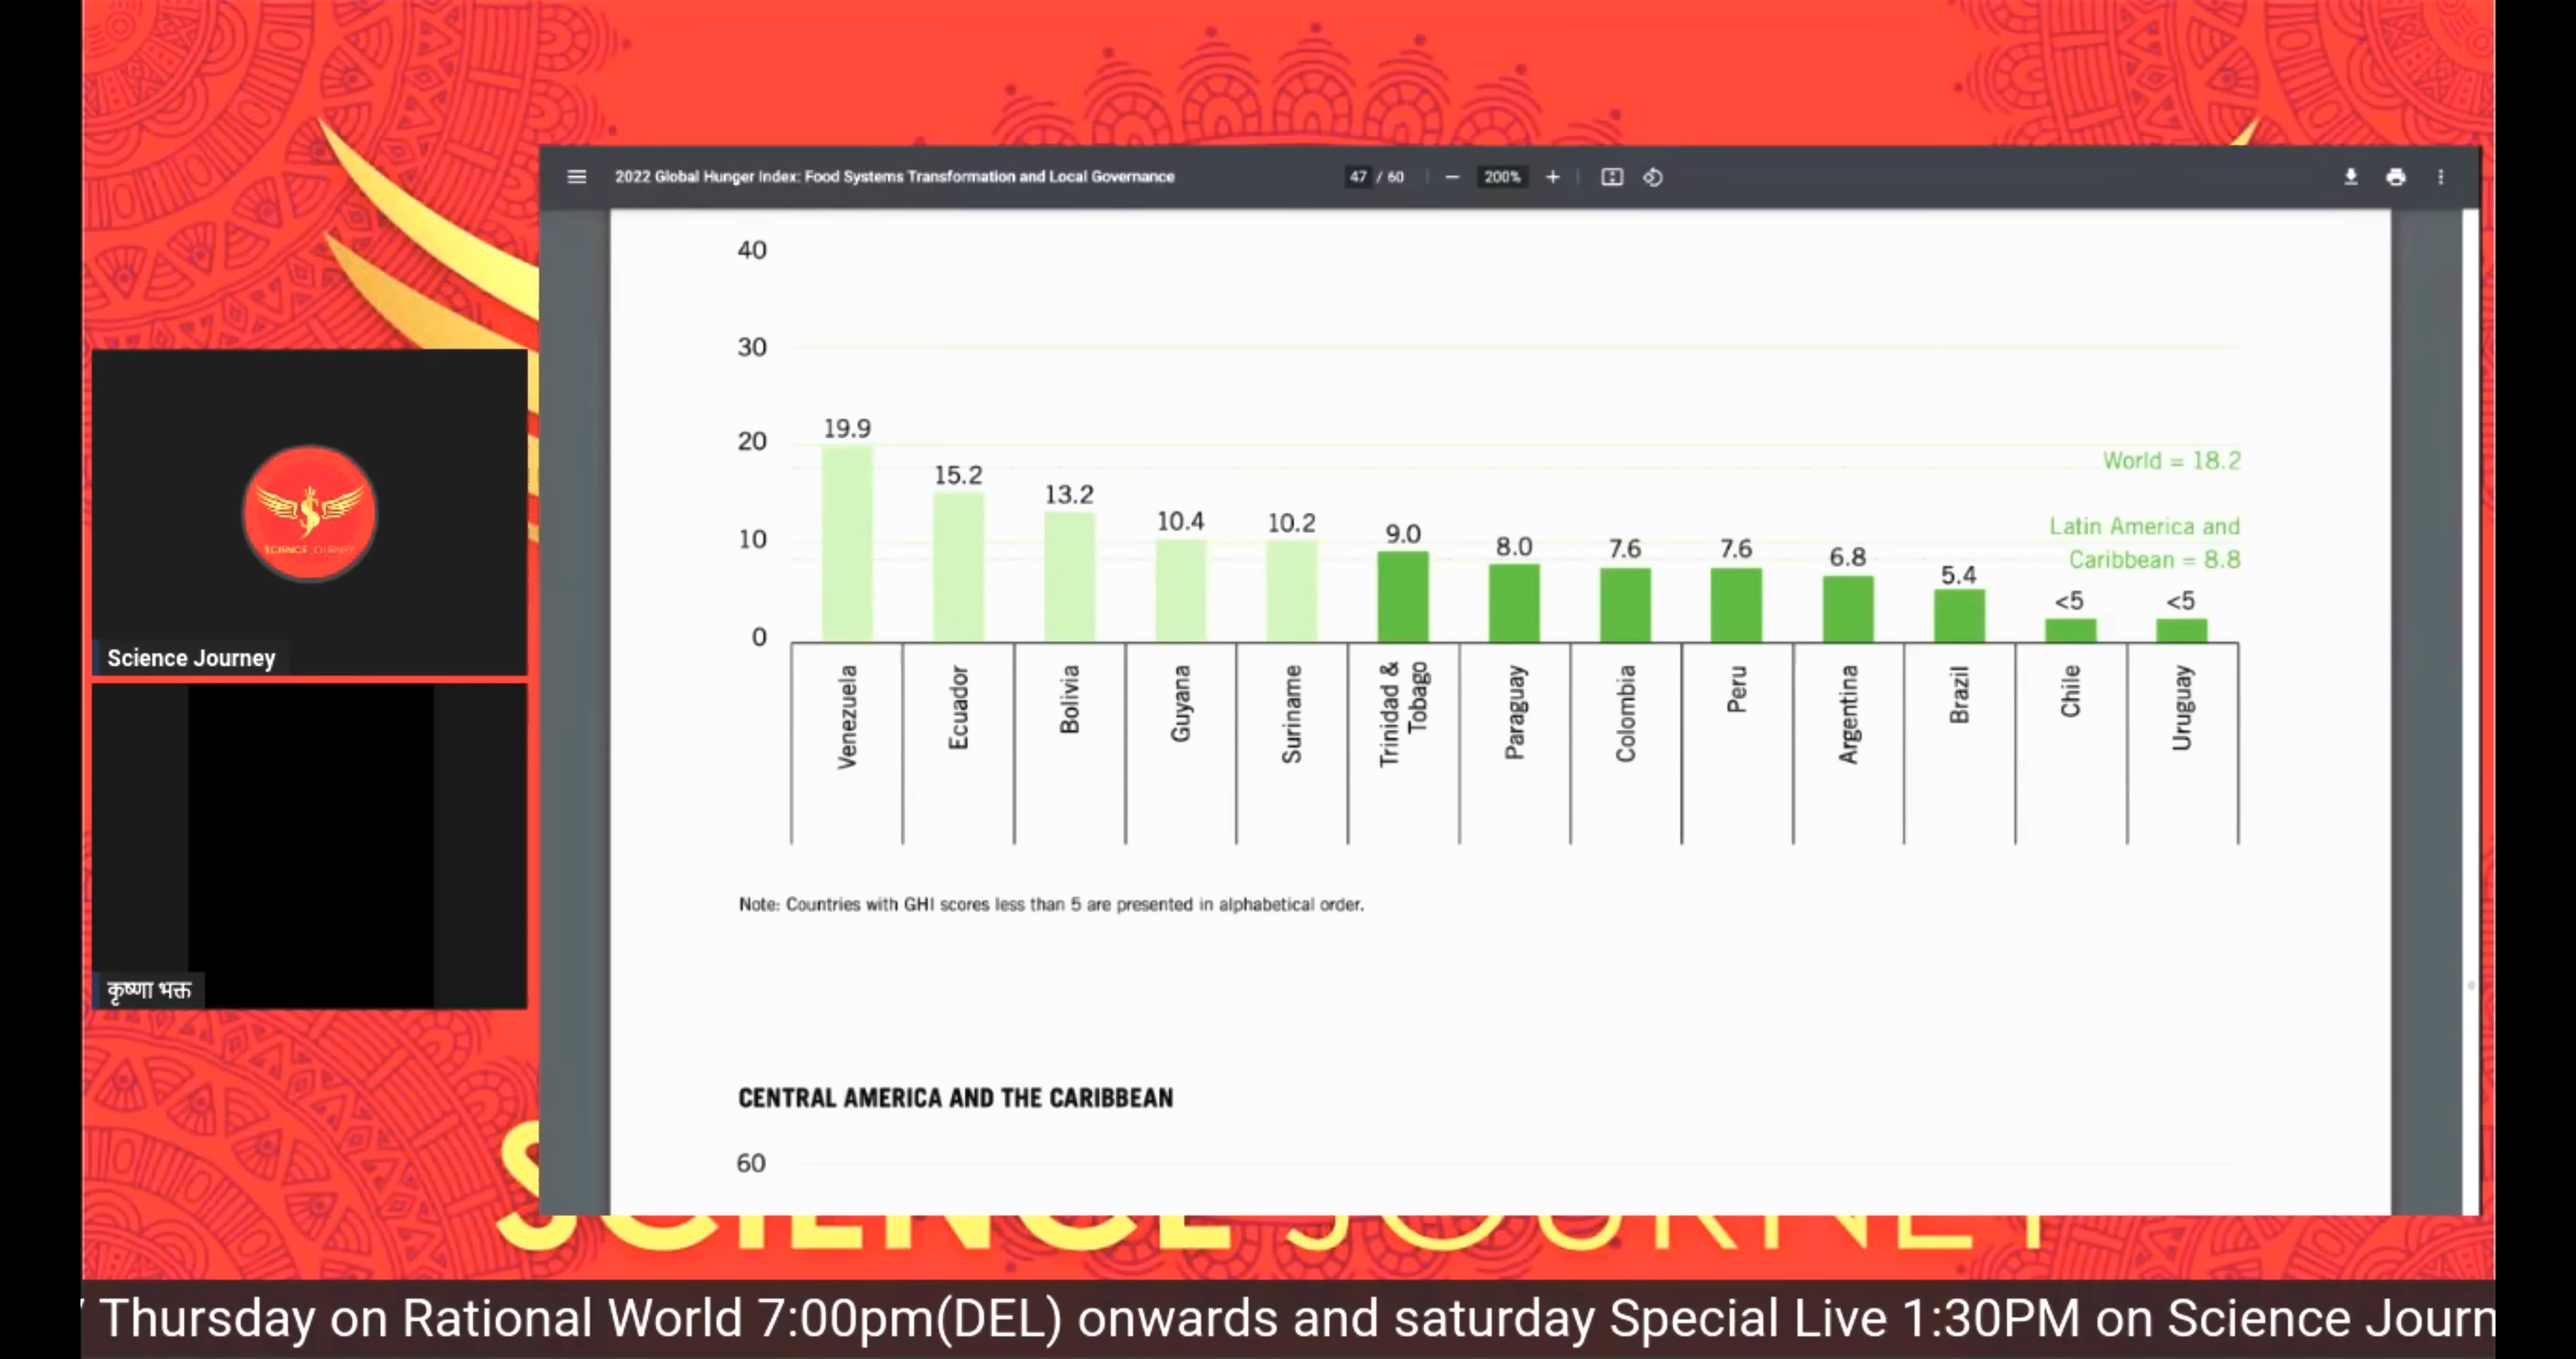 2022 Global Hunger Index: Food Systems Transformation and Local Governance
47 / 60
200%
40
30
20
10
0
19.9
15.2
13.2
10.4
10.2
9.0
8.0
7.6
7.6
6.8
5.4
<5
<5
World = 18.2
Latin America and
Caribbean = 8.8
Venezuela
Ecuador
Bolivia
Guyana
Suriname
Trinidad &
Tobago
Paraguay
Colombia
Peru
Argentina
Brazil
Chile
Uruguay
Note: Countries with GHI scores less than 5 are presented in alphabetical order.
CENTRAL AMERICA AND THE CARIBBEAN
60
SCIENCE JOURNEY
Science Journey
कृष्णा भक्त
SCIENCE JOURNEY
Thursday on Rational World 7:00pm(DEL) onwards and saturday Special Live 1:30PM on Science Journ